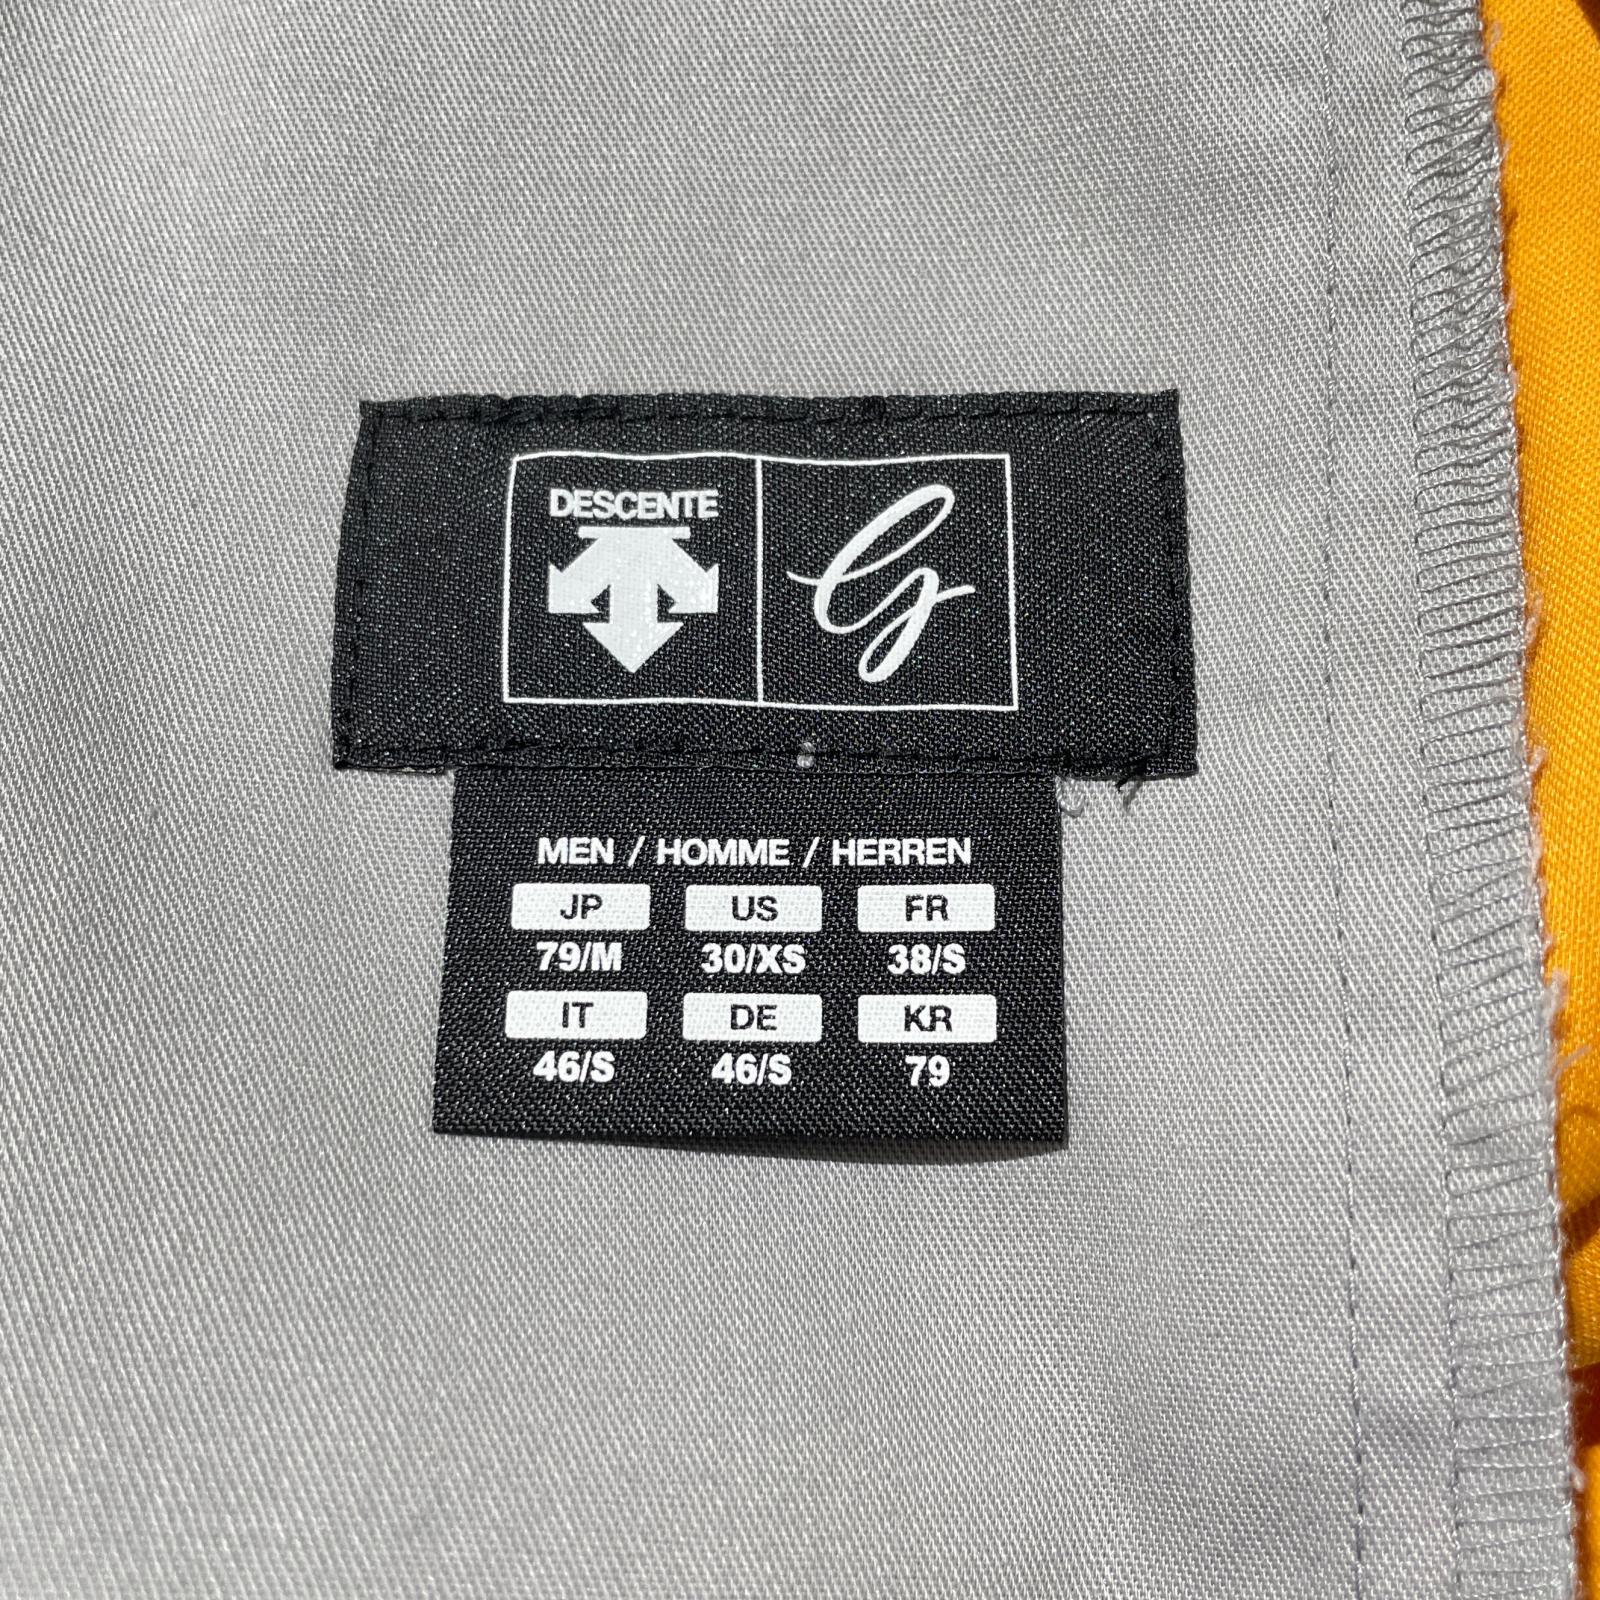 DESCENTE
G
MEN / HOMME / HERREN
JP US FR
79/M 30/XS 38/S
IT DE KR
46/S 46/S 79